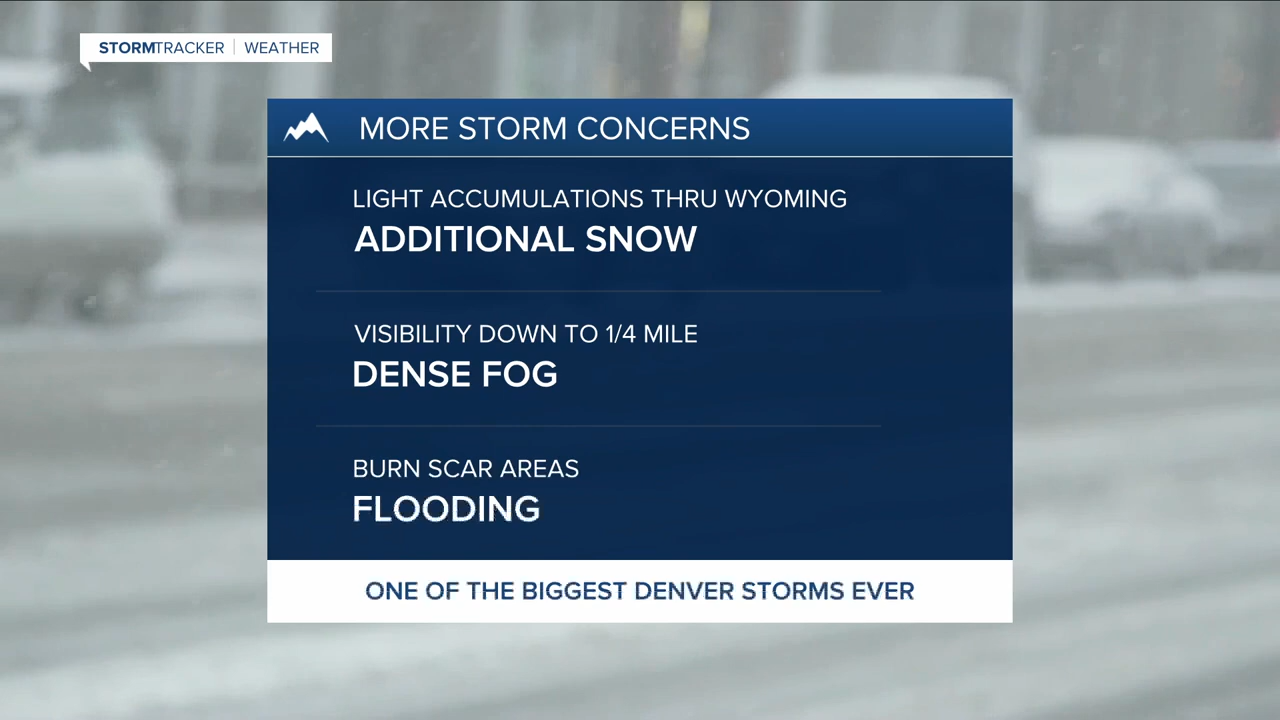 STORMTRACKER | WEATHER
MORE STORM CONCERNS
LIGHT ACCUMULATIONS THRU WYOMING
ADDITIONAL SNOW
VISIBILITY DOWN TO 1/4 MILE
DENSE FOG
BURN SCAR AREAS
FLOODING
ONE OF THE BIGGEST DENVER STORMS EVER